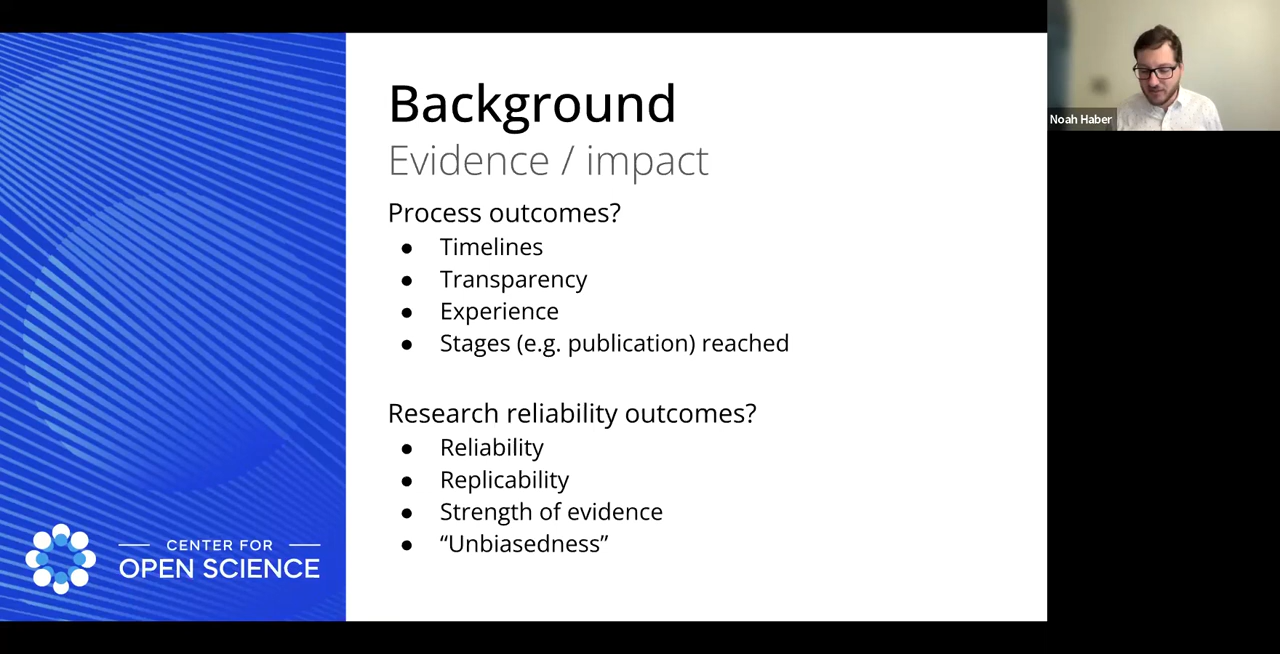 Background
Evidence / impact
Process outcomes?
● Timelines
● Transparency
● Experience
● Stages (e.g. publication) reached
Research reliability outcomes?
● Reliability
● Replicability
● Strength of evidence
● “Unbiasedness”
CENTER FOR
OPEN SCIENCE
Noah Haber